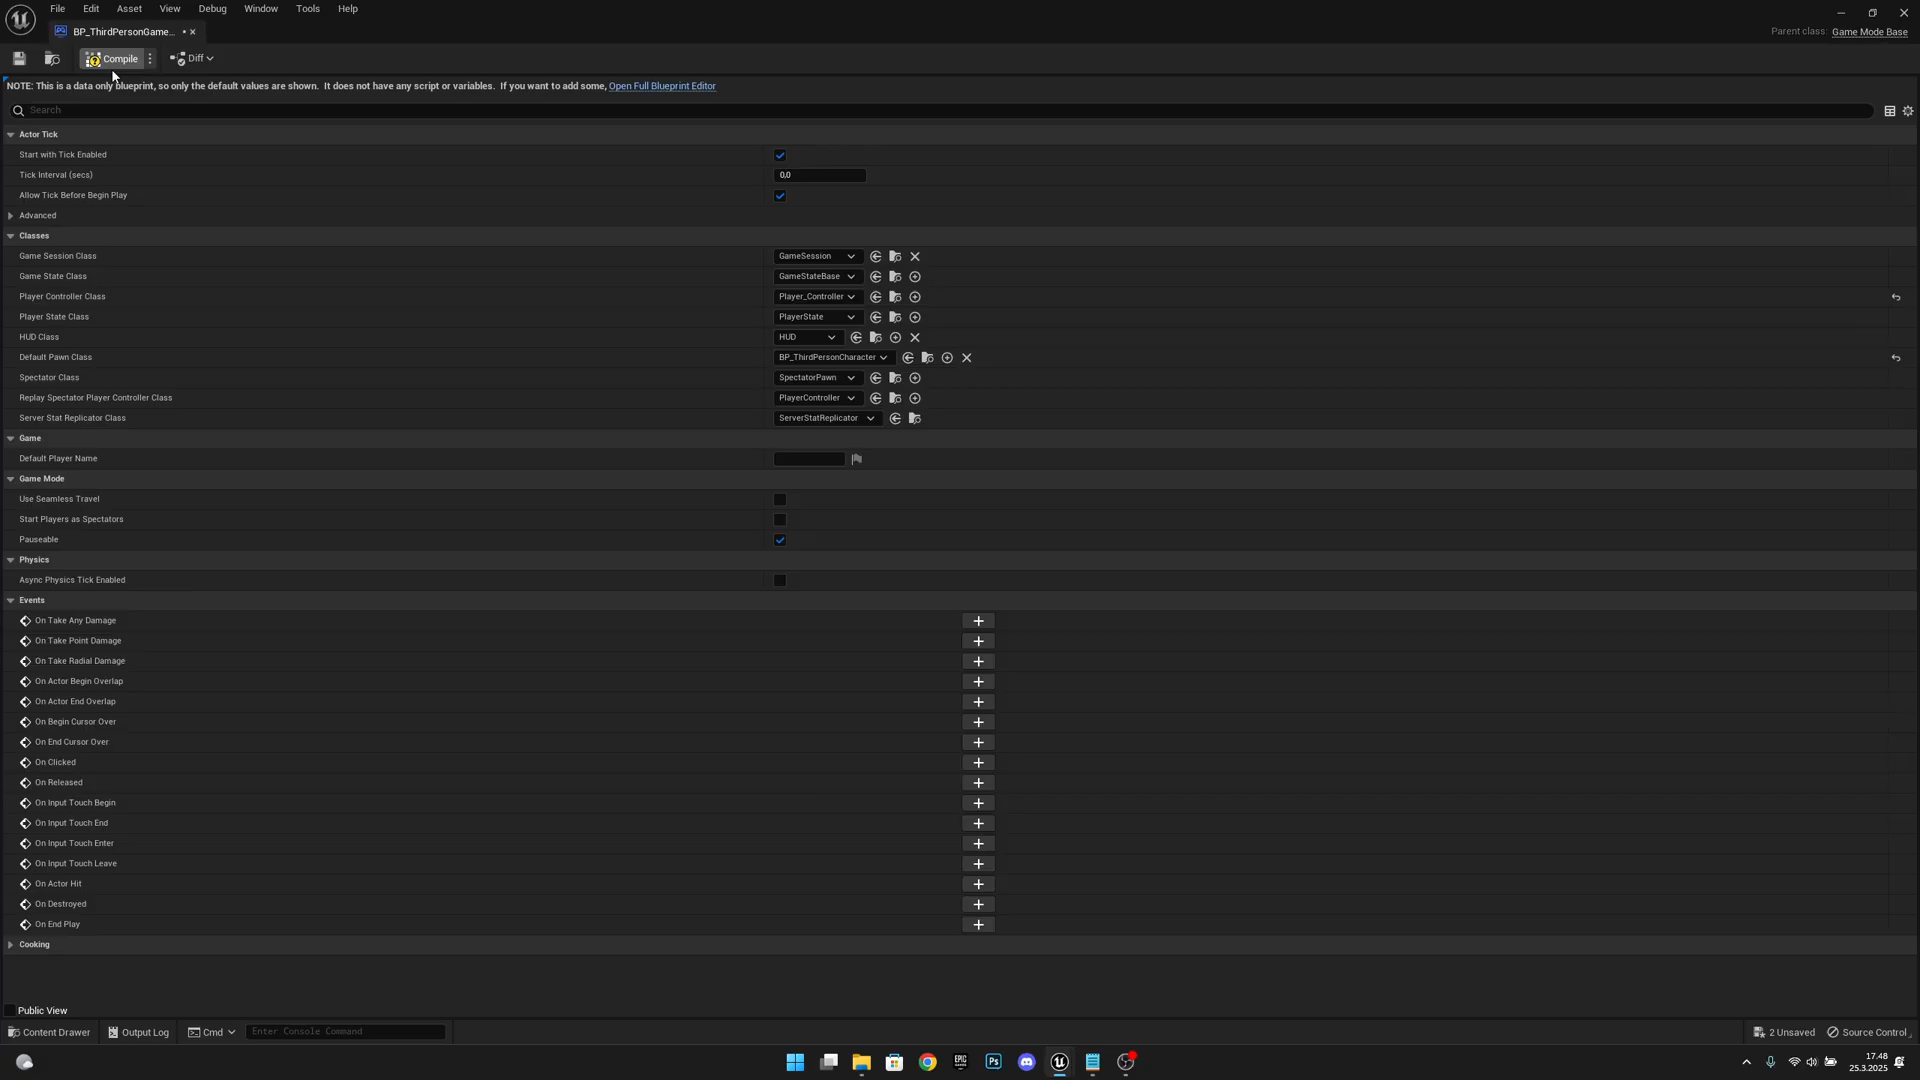 File Edit Asset View Debug Window Tools Help
BP_ThirdPersonGame...
Parent class: Game Mode Base
Compile Diff
NOTE: This is a data only blueprint, so only the default values are shown. It does not have any script or variables. If you want to add some, Open Full Blueprint Editor
Search
Actor Tick
Start with Tick Enabled
Tick Interval (secs) 0,0
Allow Tick Before Begin Play
Advanced
Classes
Game Session Class GameSession
Game State Class GameStateBase
Player Controller Class Player_Controller
Player State Class PlayerState
HUD Class HUD
Default Pawn Class BP_ThirdPersonCharacter
Spectator Class SpectatorPawn
Replay Spectator Player Controller Class PlayerController
Server Stat Replicator Class ServerStatReplicator
Game
Default Player Name
Game Mode
Use Seamless Travel
Start Players as Spectators
Pauseable
Physics
Async Physics Tick Enabled
Events
On Take Any Damage
On Take Point Damage
On Take Radial Damage
On Actor Begin Overlap
On Actor End Overlap
On Begin Cursor Over
On End Cursor Over
On Clicked
On Released
On Input Touch Begin
On Input Touch End
On Input Touch Enter
On Input Touch Leave
On Actor Hit
On Destroyed
On End Play
Cooking
Public View
Content Drawer Output Log Cmd Enter Console Command 2 Unsaved Source Control
EPIC GAMES Ps
17.48
25.3.2025